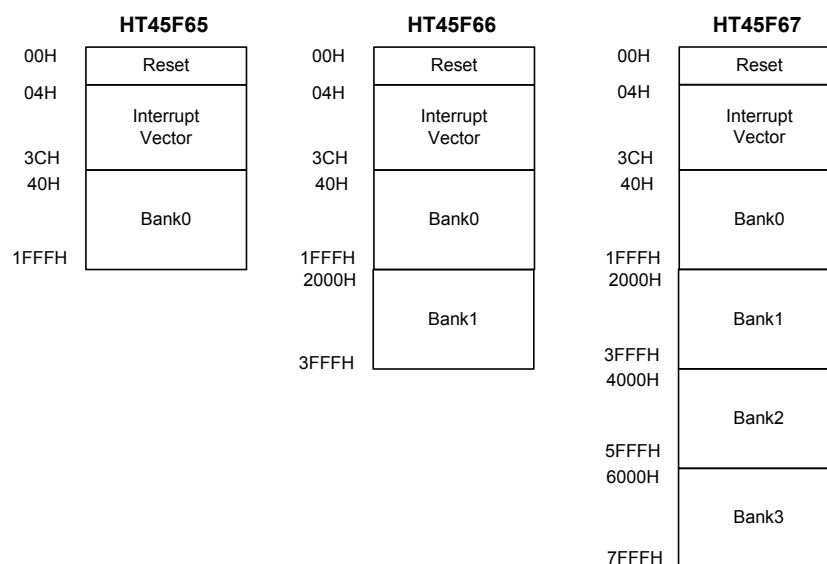 HT45F65
00H
Reset
04H
Interrupt
Vector
3CH
40H
Bank0
1FFFH
HT45F66
00H
Reset
04H
Interrupt
Vector
3CH
40H
Bank0
1FFFH
2000H
Bank1
3FFFH
HT45F67
00H
Reset
04H
Interrupt
Vector
3CH
40H
Bank0
1FFFH
2000H
Bank1
3FFFH
4000H
Bank2
5FFFH
6000H
Bank3
7FFFH